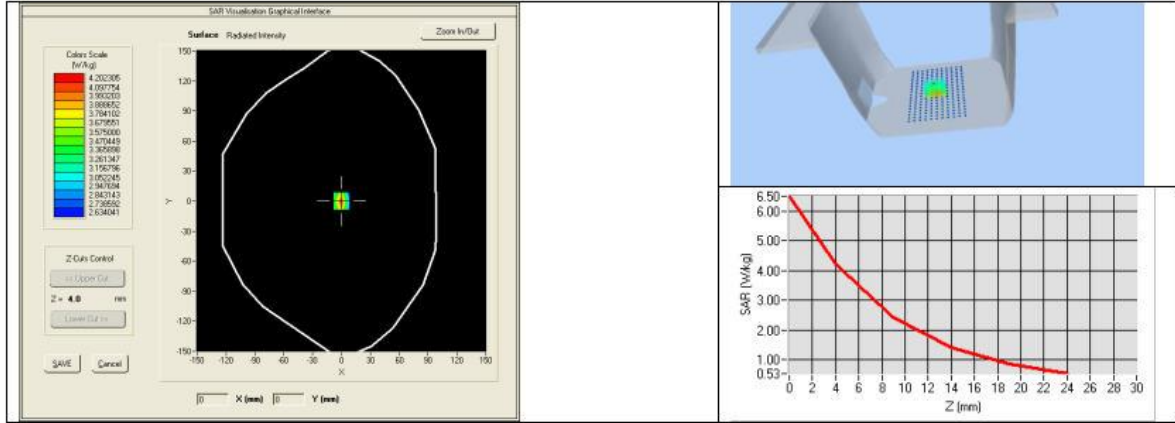 SAR Visualisation Graphical Interface
Surface Radiated Intensity
Zoom In/Out
Colors Scale
(W/kg)
4.202305
4.097754
3.993203
3.888652
3.784102
3.679551
3.575000
3.470449
3.365898
3.261347
3.156796
3.052245
2.947694
2.843143
2.738592
2.634041
Z-Cuts Control
<< Upper Cut
Z = 4.0 mm
Lower Cut >>
SAVE Cancel
150
120
90
60
30
0
-30
-60
-90
-120
-150
Y
-150 -120 -90 -60 -30 0 30 60 90 120 150
X
0 X (mm) 0 Y (mm)
6.50
6.00
5.00
4.00
3.00
2.00
1.00
0.53
SAR (W/kg)
0 2 4 6 8 10 12 14 16 18 20 22 24 26 28 30
Z (mm)